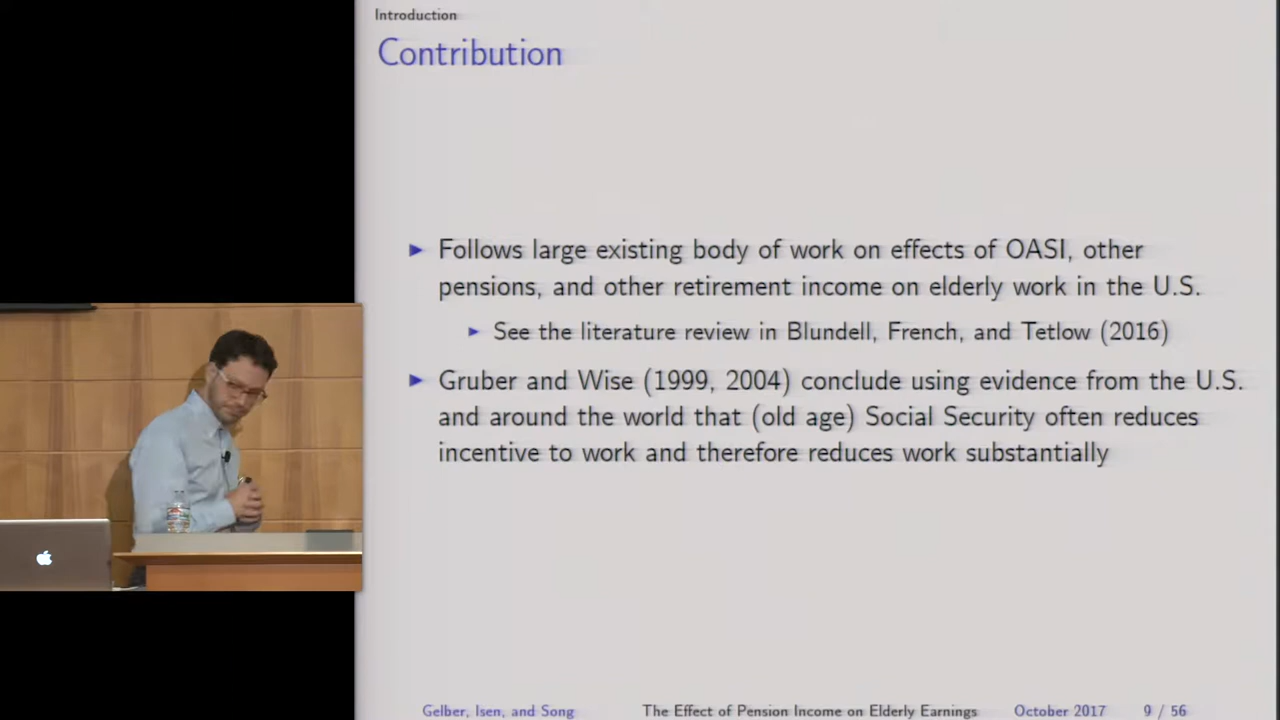 Introduction
Contribution
Follows large existing body of work on effects of OASI, other
pensions, and other retirement income on elderly work in the U.S.
See the literature review in Blundell, French, and Tetlow (2016)
Gruber and Wise (1999, 2004) conclude using evidence from the U.S.
and around the world that (old age) Social Security often reduces
incentive to work and therefore reduces work substantially
Gelber, Isen, and Song The Effect of Pension Income on Elderly Earnings October 2017 9 / 56